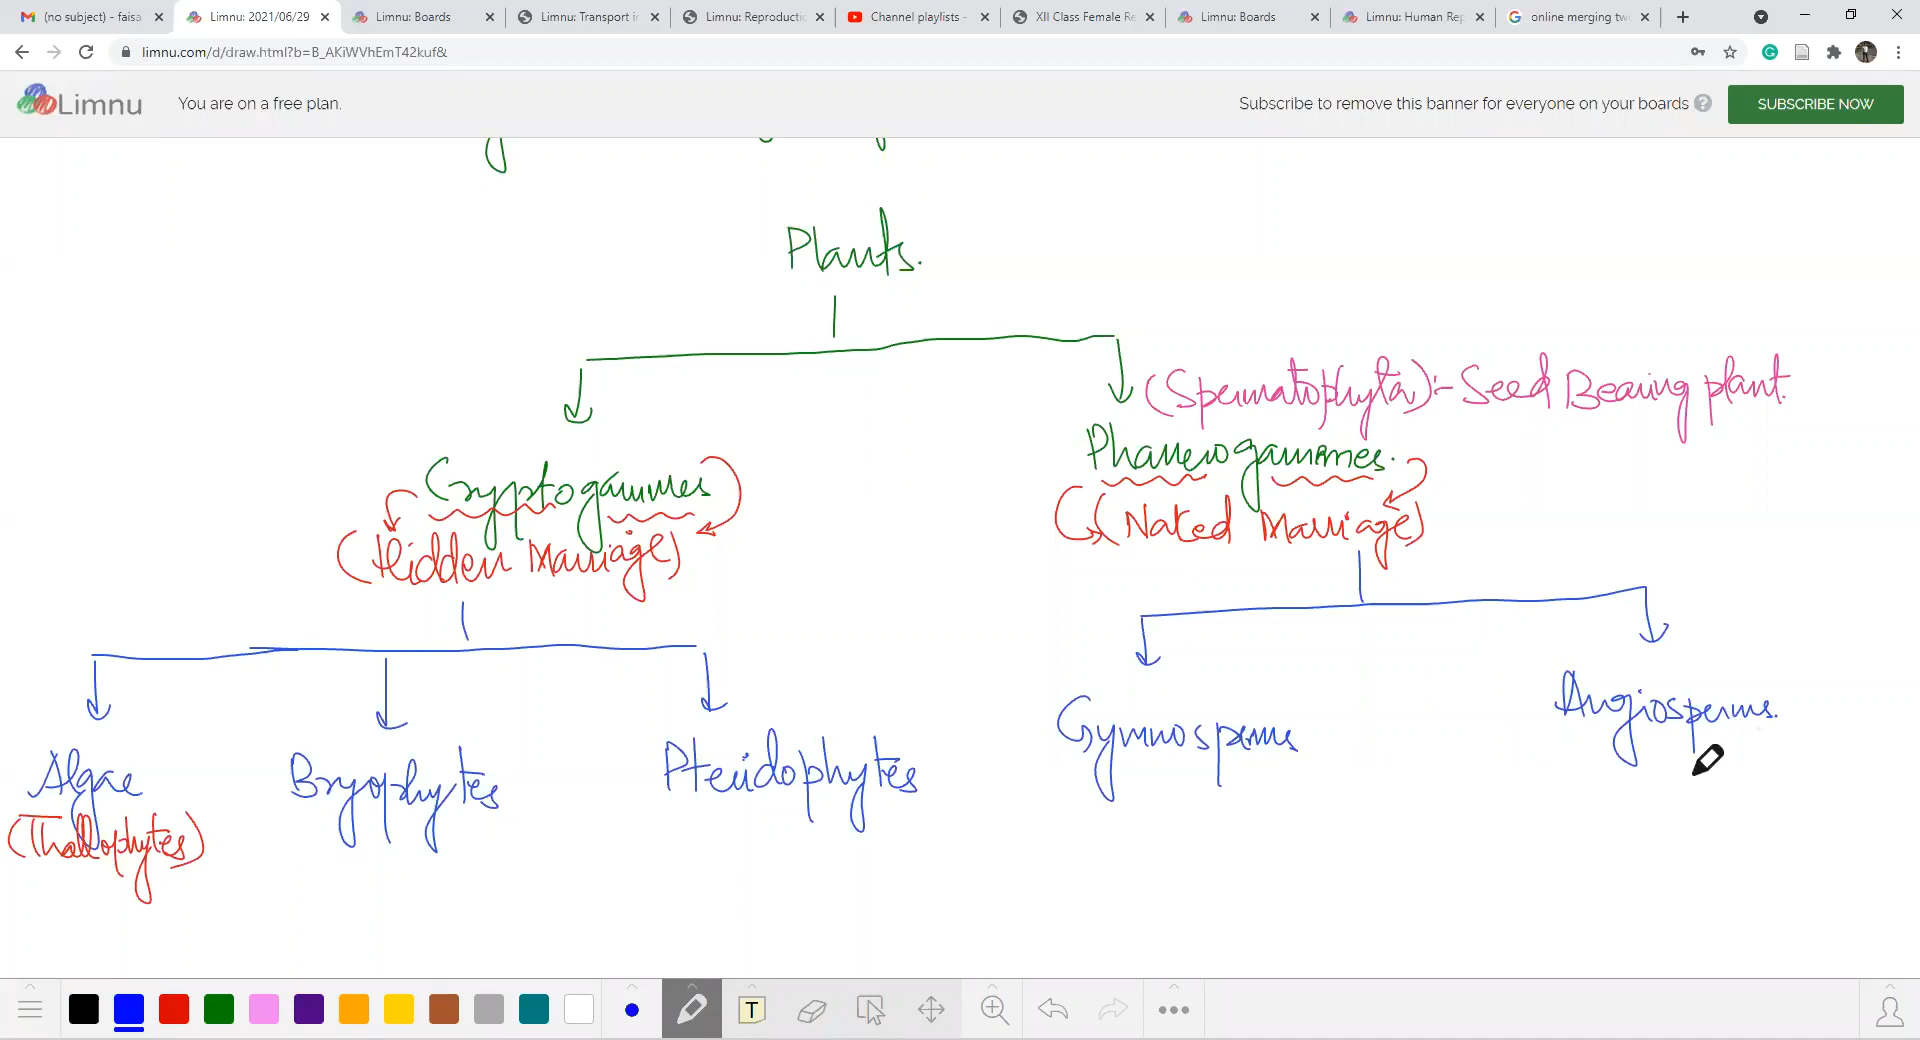 (no subject) - faisa
Limnu: 2021/06/29
Limnu: Boards
Limnu: Transport i
Limnu: Reproducti
Channel playlists -
XII Class Female Re
Limnu: Boards
Limnu: Human Rep
online merging tw
limnu.com/d/draw.html?b=B_AKiWVhEmT42kuf&
Limnu
You are on a free plan.
Subscribe to remove this banner for everyone on your boards
SUBSCRIBE NOW
Plants.
(Spermatophyta):- Seed Bearing plant.
Phanerogammes.
Cryptogammes
(Naked Marriage)
(Hidden Marriage)
Gymnosperms
Angiosperms.
Algae
Bryophytes
Pteridophytes
(Thallophytes)
T